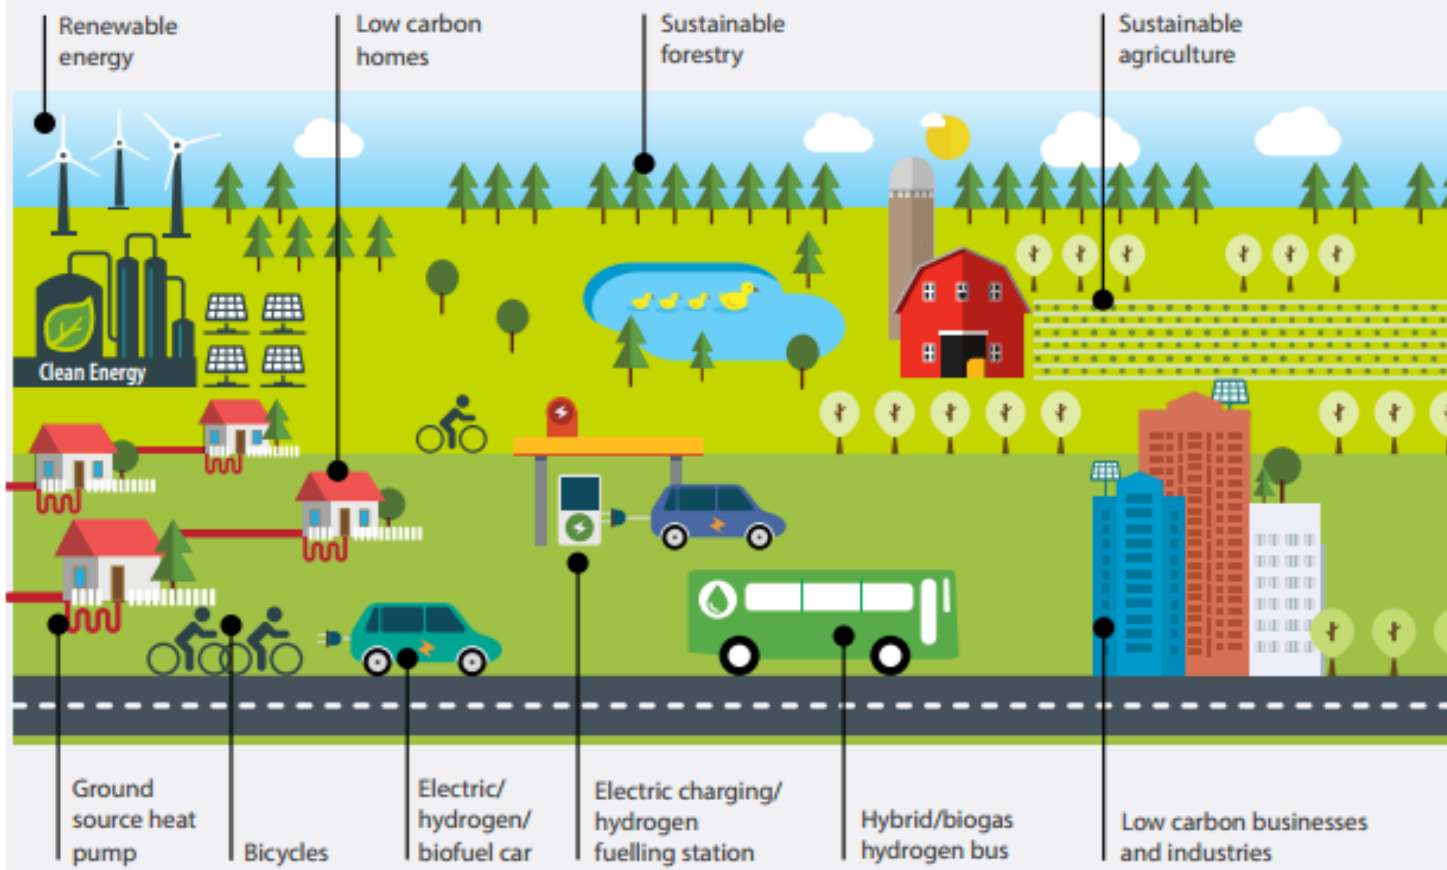 Renewable
energy
Low carbon
homes
Sustainable
forestry
Sustainable
agriculture
Clean Energy
Ground
source heat
pump
Bicycles
Electric/
hydrogen/
biofuel car
Electric charging/
hydrogen
fuelling station
Hybrid/biogas
hydrogen bus
Low carbon businesses
and industries